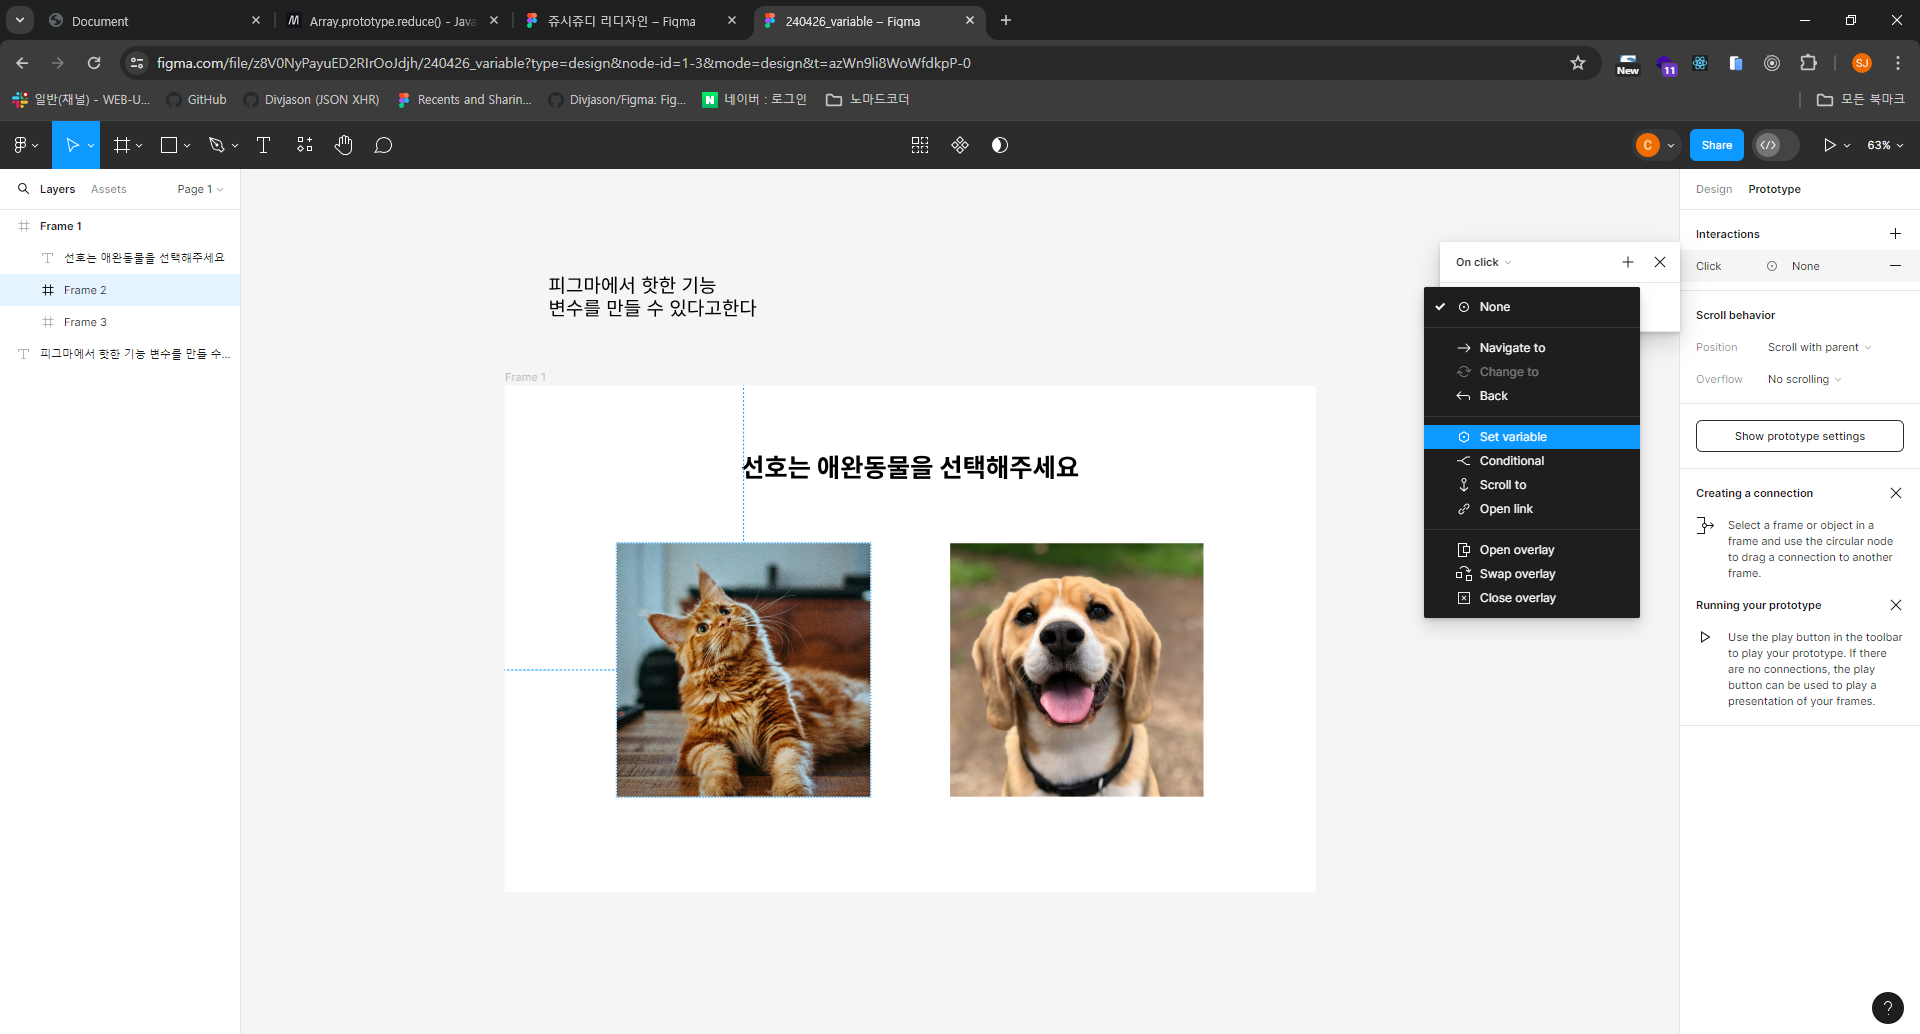 Document
Array.prototype.reduce() - Java
쥬시쥬디 리디자인 – Figma
240426_variable – Figma
figma.com/file/z8V0NyPayuED2RIrOoJdjh/240426_variable?type=design&node-id=1-3&mode=design&t=azWn9li8WoWfdkpP-0
New
11
SJ
일반(채널) - WEB-U...
GitHub
Divjason (JSON XHR)
Recents and Sharin...
Divjason/Figma: Fig...
N 네이버 : 로그인
노마드코더
모든 북마크
C
Share
63%
Layers
Assets
Page 1
Frame 1
선호는 애완동물을 선택해주세요
Frame 2
Frame 3
피그마에서 핫한 기능 변수를 만들 수...
피그마에서 핫한 기능
변수를 만들 수 있다고한다
Frame 1
선호는 애완동물을 선택해주세요
On click
None
Navigate to
Change to
Back
Set variable
Conditional
Scroll to
Open link
Open overlay
Swap overlay
Close overlay
Design
Prototype
Interactions
Click
None
Scroll behavior
Position
Scroll with parent
Overflow
No scrolling
Show prototype settings
Creating a connection
Select a frame or object in a
frame and use the circular node
to drag a connection to another
frame.
Running your prototype
Use the play button in the toolbar
to play your prototype. If there
are no connections, the play
button can be used to play a
presentation of your frames.
?